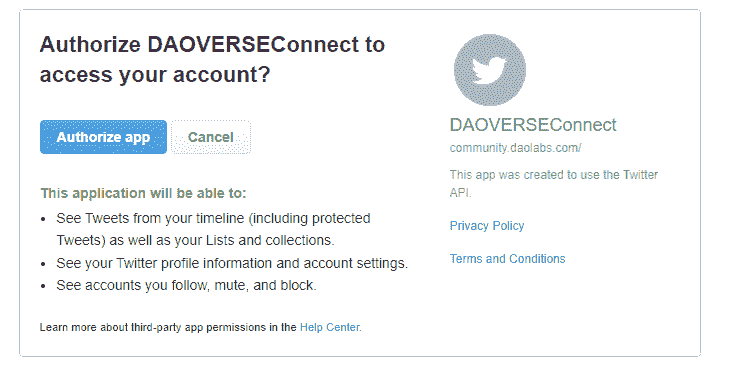 Authorize DAOVERSEConnect to
access your account?
Authorize app
Cancel
This application will be able to:
• See Tweets from your timeline (including protected
Tweets) as well as your Lists and collections.
• See your Twitter profile information and account settings.
• See accounts you follow, mute, and block.
Learn more about third-party app permissions in the Help Center.
DAOVERSEConnect
community.daolabs.com/
This app was created to use the Twitter
API.
Privacy Policy
Terms and Conditions